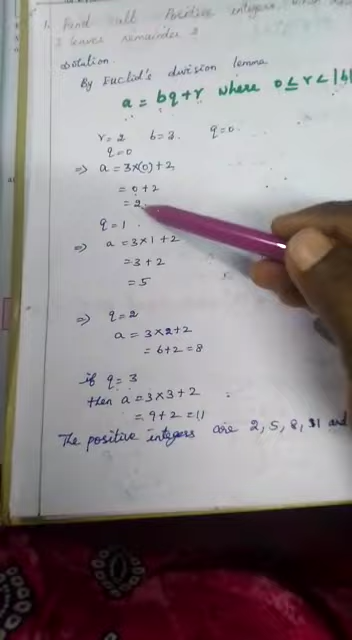 1. Find all Positive integers, when
3 leaves remainder 2
Solution.
By Euclid's division lemma
a = bq + r where 0 ≤ r < |b|
r = 2 b = 3. q = 0.
q = 0
⇒ a = 3×(0) + 2,
= 0 + 2
= 2.
q = 1.
⇒ a = 3×1 + 2
= 3 + 2
= 5
⇒ q = 2
a = 3×2+2
= 6+2 = 8
if q = 3
then a = 3×3 + 2
= 9+2 = 11
The positive integers are 2, 5, 8, 11 and